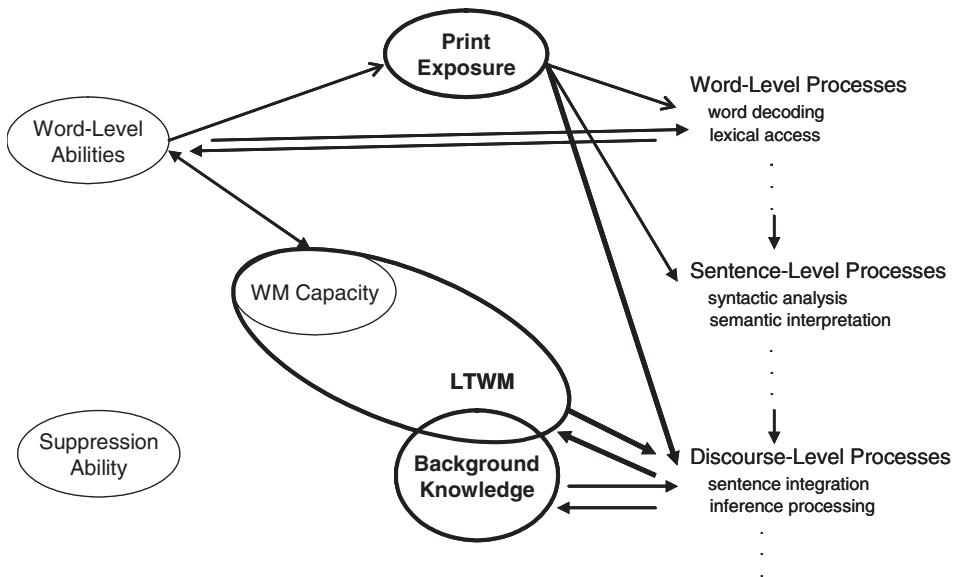 Print
Exposure
Word-Level Processes
word decoding
lexical access
Word-Level
Abilities
Sentence-Level Processes
syntactic analysis
semantic interpretation
WM Capacity
LTWM
Suppression
Ability
Background
Knowledge
Discourse-Level Processes
sentence integration
inference processing